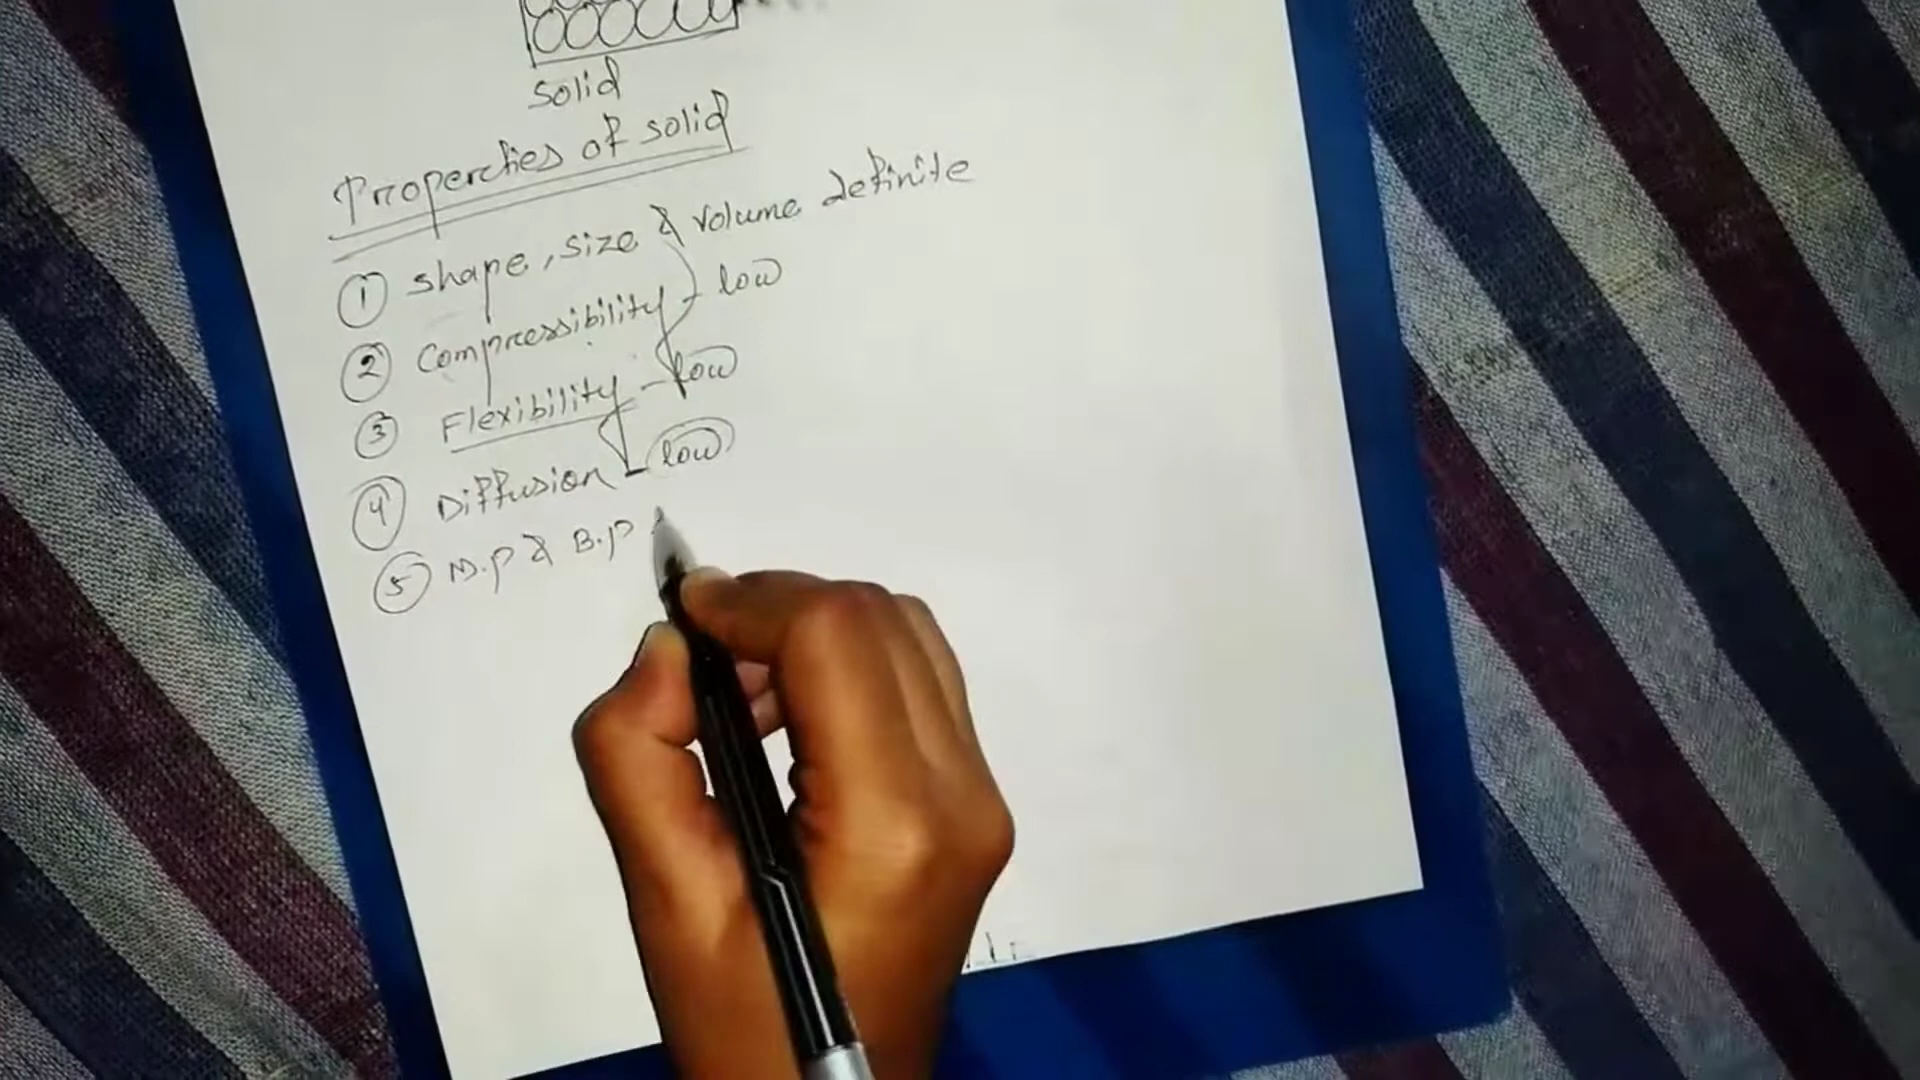 Solid
Properties of solid
① shape, size & volume definite
② Compressibility - low
③ Flexibility - low
④ Diffusion - low
⑤ M.P & B.P